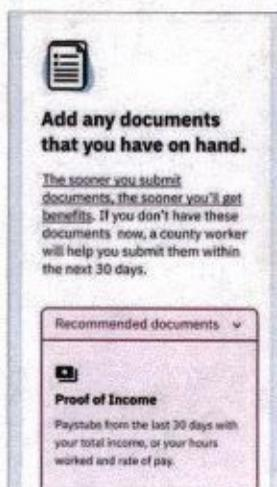 Add any documents
that you have on hand.
The sooner you submit
documents, the sooner you'll get
benefits. If you don't have these
documents now, a county worker
will help you submit them within
the next 30 days.
Recommended documents
Proof of Income
Paystubs from the last 30 days with
your total income, or your hours
worked and rate of pay.